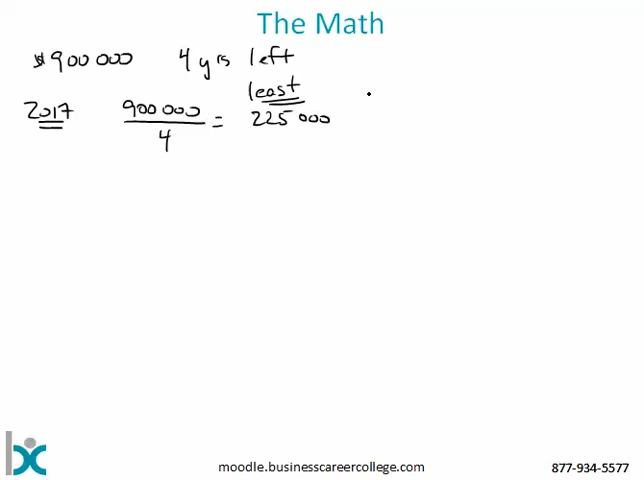 The Math
$900 000 4 yrs left
least
2017 900 000 / 4 = 225 000
moodle.businesscareercollege.com
877-934-5577